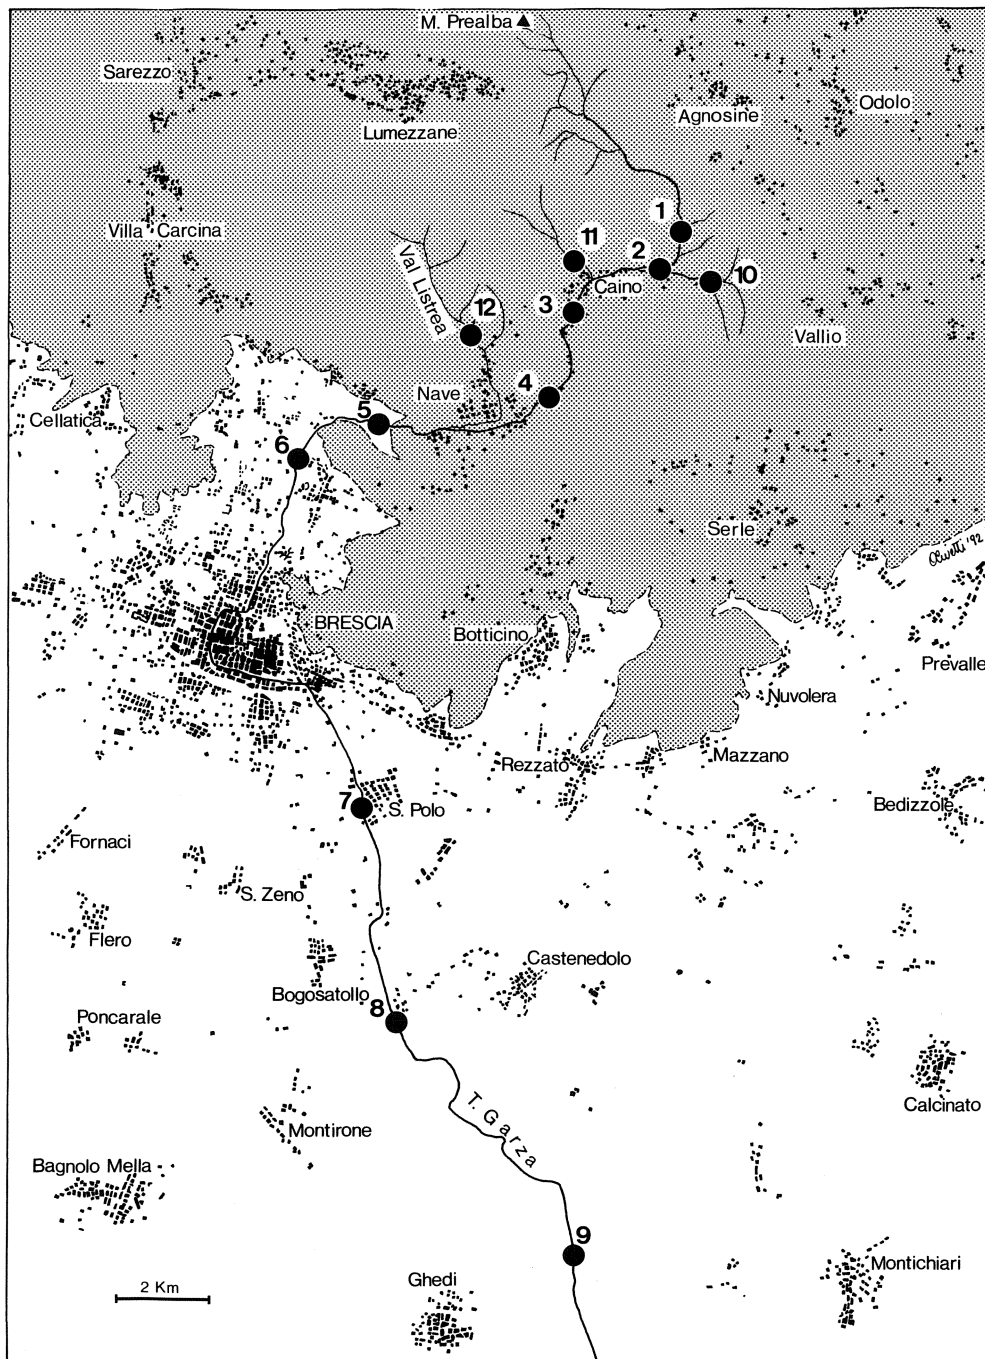 M. Prealba
Sarezzo
Odolo
Agnosine
Lumezzane
1
Villa Carcina
11
2
10
Val Listrea
Caino
12
3
Vallio
4
Nave
5
Cellatica
6
Serle
Olivetti '92
BRESCIA
Botticino
Prevalle
Nuvolera
Mazzano
Rezzato
7
S. Polo
Bedizzole
Fornaci
S. Zeno
Flero
Castenedolo
Bogosatollo
8
Poncarale
Calcinato
T. Garza
Montirone
Bagnolo Mella
9
Montichiari
Ghedi
2 Km